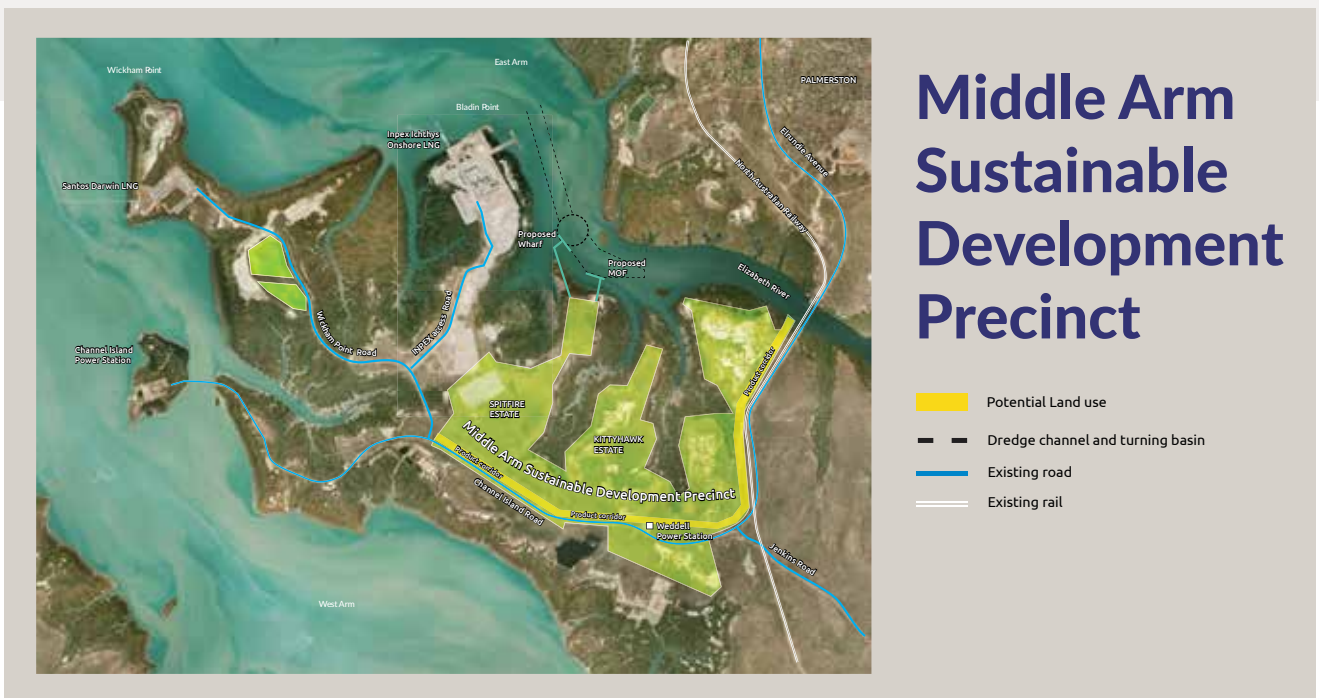 Wickham Point
East Arm
PALMERSTON
Bladin Point
Inpex Ichthys
Onshore LNG
Elrundie Avenue
North Australian Railway
Santos Darwin LNG
Proposed
Wharf
Proposed
MOF
Elizabeth River
Wickham Point Road
INPEX access Road
Channel Island
Power Station
Product corridor
SPITFIRE
ESTATE
KITTYHAWK
ESTATE
Middle Arm Sustainable Development Precinct
Product corridor
Channel Island Road
Product corridor
Weddell
Power Station
Jenkins Road
West Arm
Middle Arm
Sustainable
Development
Precinct
Potential Land use
Dredge channel and turning basin
Existing road
Existing rail